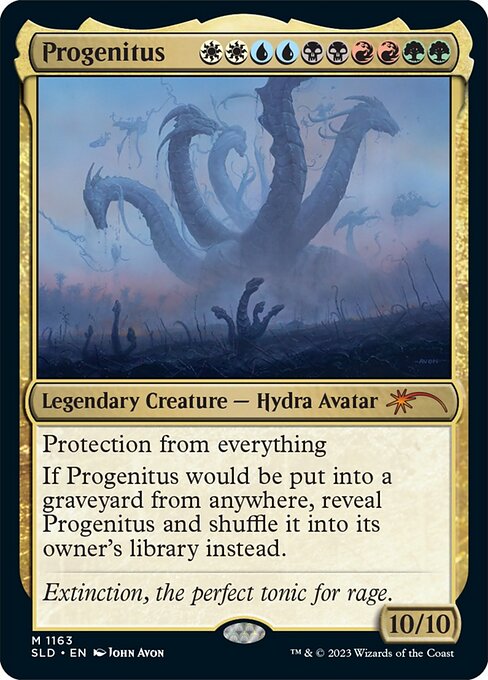 Progenitus
AVON
Legendary Creature — Hydra Avatar
Protection from everything
If Progenitus would be put into a
graveyard from anywhere, reveal
Progenitus and shuffle it into its
owner's library instead.
Extinction, the perfect tonic for rage.
10/10
M 1163
SLD • EN John Avon
™ & © 2023 Wizards of the Coast